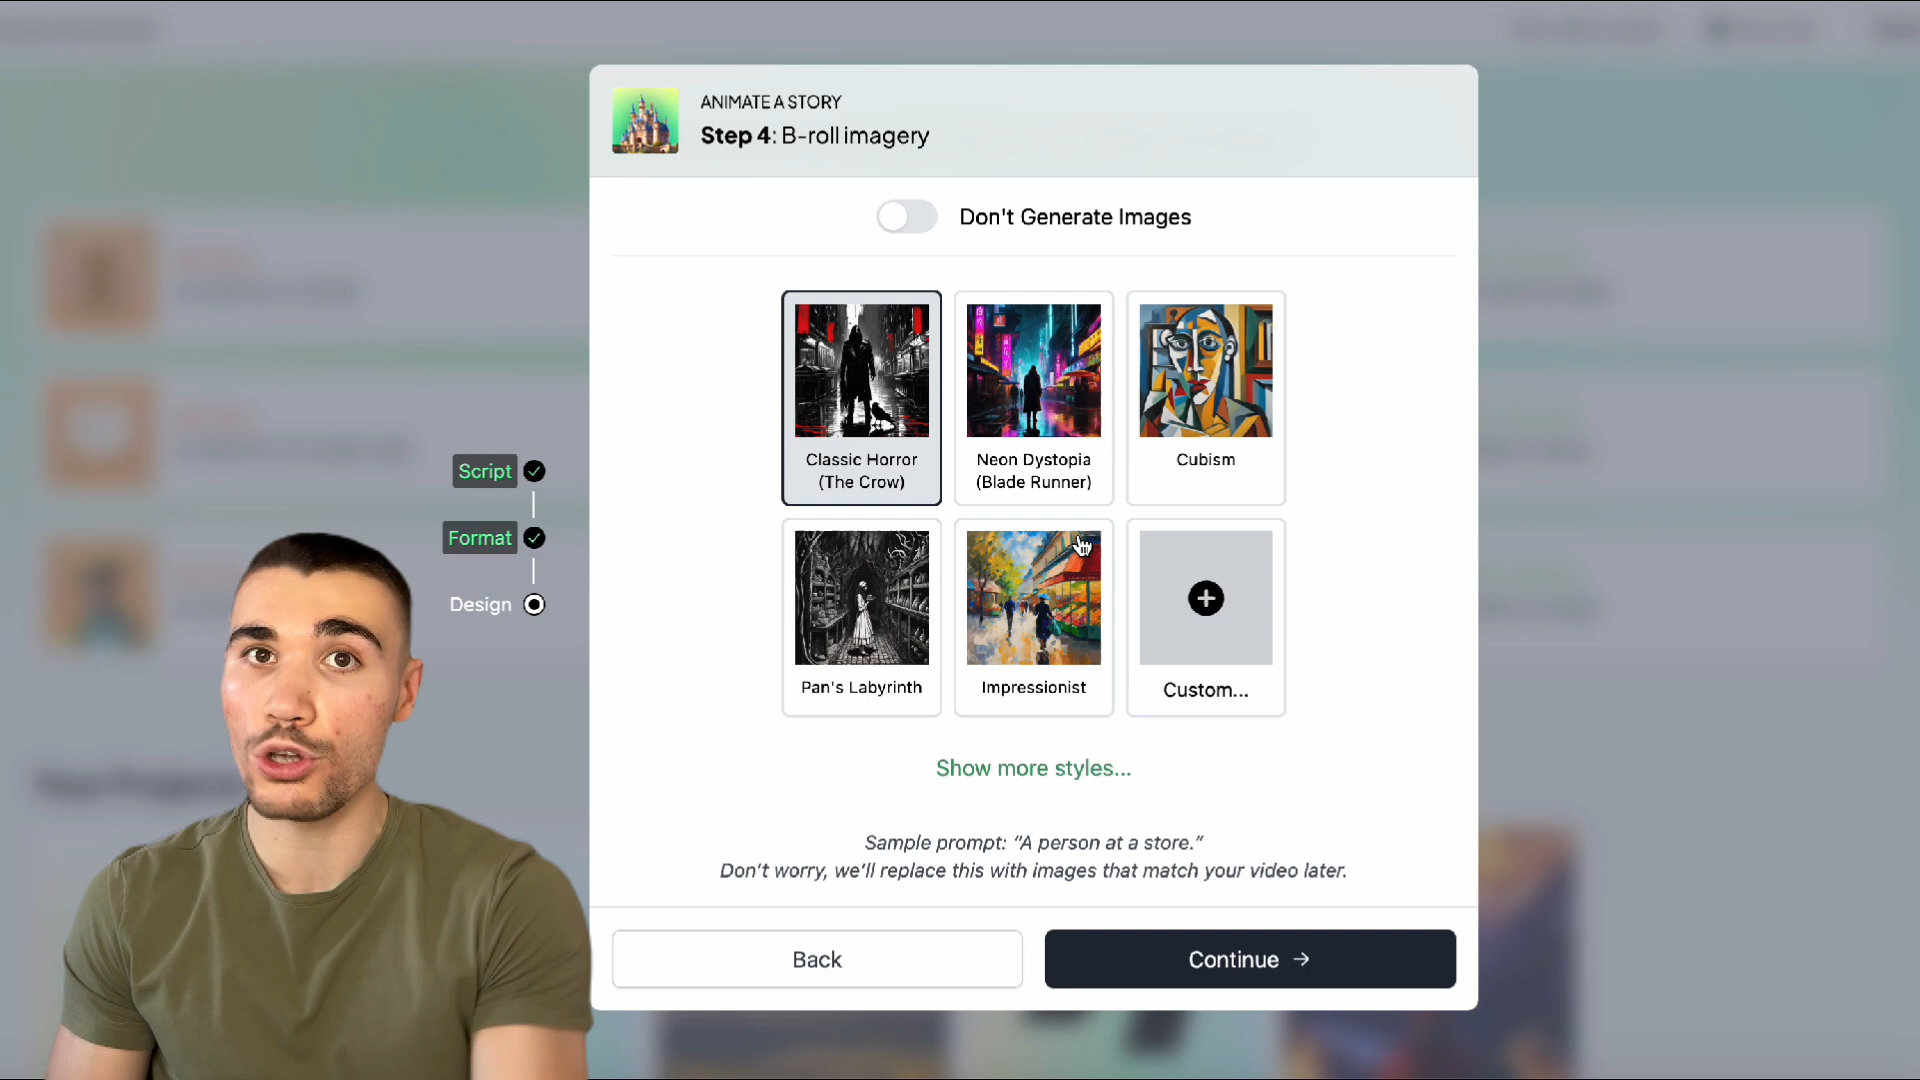 ANIMATE A STORY
Step 4: B-roll imagery
Don't Generate Images
Classic Horror
(The Crow)
Neon Dystopia
(Blade Runner)
Cubism
Script
Format
Design
Pan's Labyrinth
Impressionist
Custom...
Show more styles...
Sample prompt: “A person at a store.”
Don’t worry, we’ll replace this with images that match your video later.
Back
Continue →